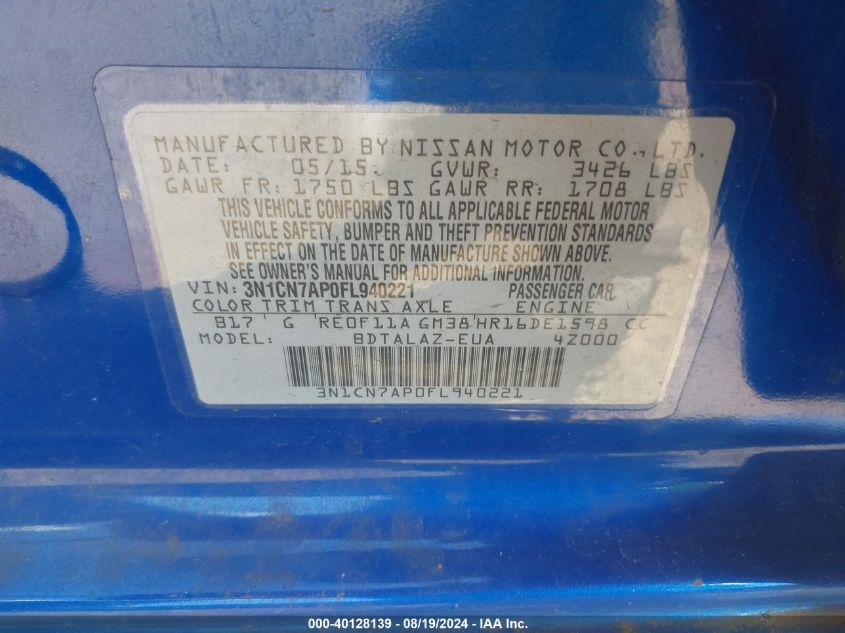 MANUFACTURED BY NISSAN MOTOR CO., LTD.
DATE: 05/15. GVWR: 3426 LBS
GAWR FR: 1750 LBS GAWR RR: 1708 LBS
THIS VEHICLE CONFORMS TO ALL APPLICABLE FEDERAL MOTOR
VEHICLE SAFETY, BUMPER AND THEFT PREVENTION STANDARDS
IN EFFECT ON THE DATE OF MANUFACTURE SHOWN ABOVE.
SEE OWNER'S MANUAL FOR ADDITIONAL INFORMATION.
VIN: 3N1CN7AP0FL940221 PASSENGER CAR
COLOR TRIM TRANS AXLE ENGINE
B17 G RE0F11A GM38 HR16DE1598 CC
MODEL: BDTALAZ-EUA 4Z000
3N1CN7AP0FL940221
000-40128139 - 08/19/2024 - IAAI.com